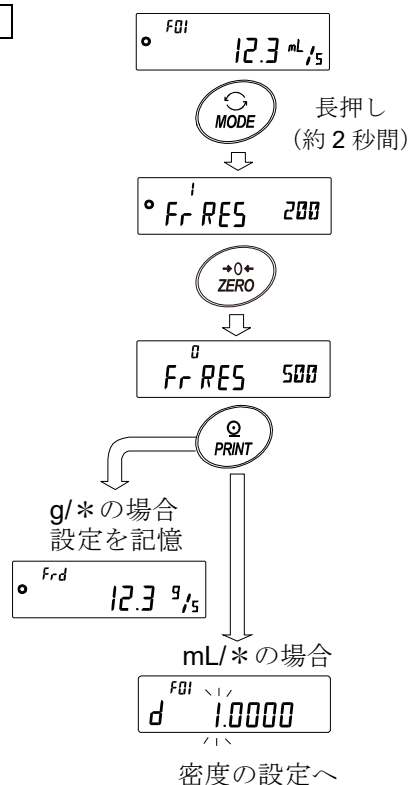 F01
12.3 mL/s
MODE
長押し
(約 2 秒間)
1
Fr RES 200
→0←
ZERO
0
Fr RES 500
PRINT
g/＊の場合
設定を記憶
Frd
12.3 g/s
mL/＊の場合
F01
d 1.0000
密度の設定へ